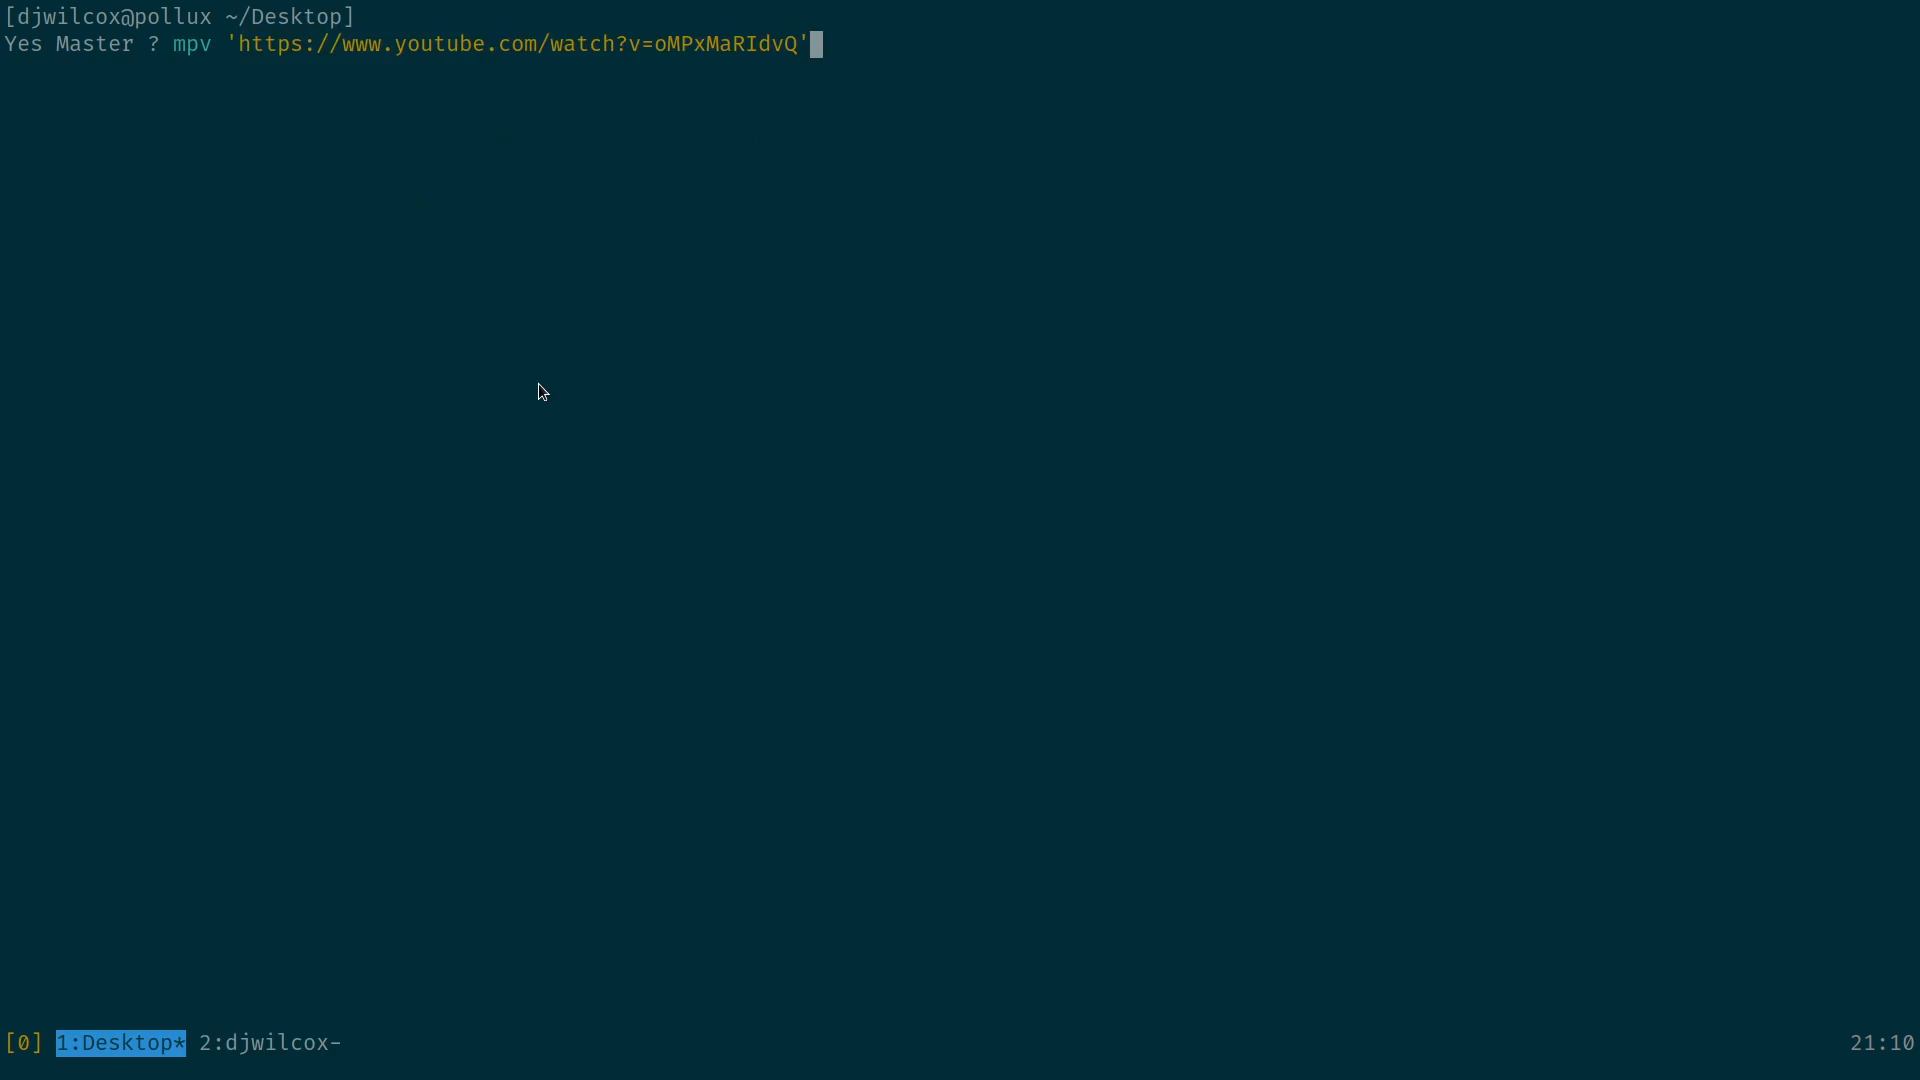 [djwilcox@pollux ~/Desktop]
Yes Master ? mpv 'https://www.youtube.com/watch?v=oMPxMaRIdvQ'
[0] 1:Desktop* 2:djwilcox- 21:10